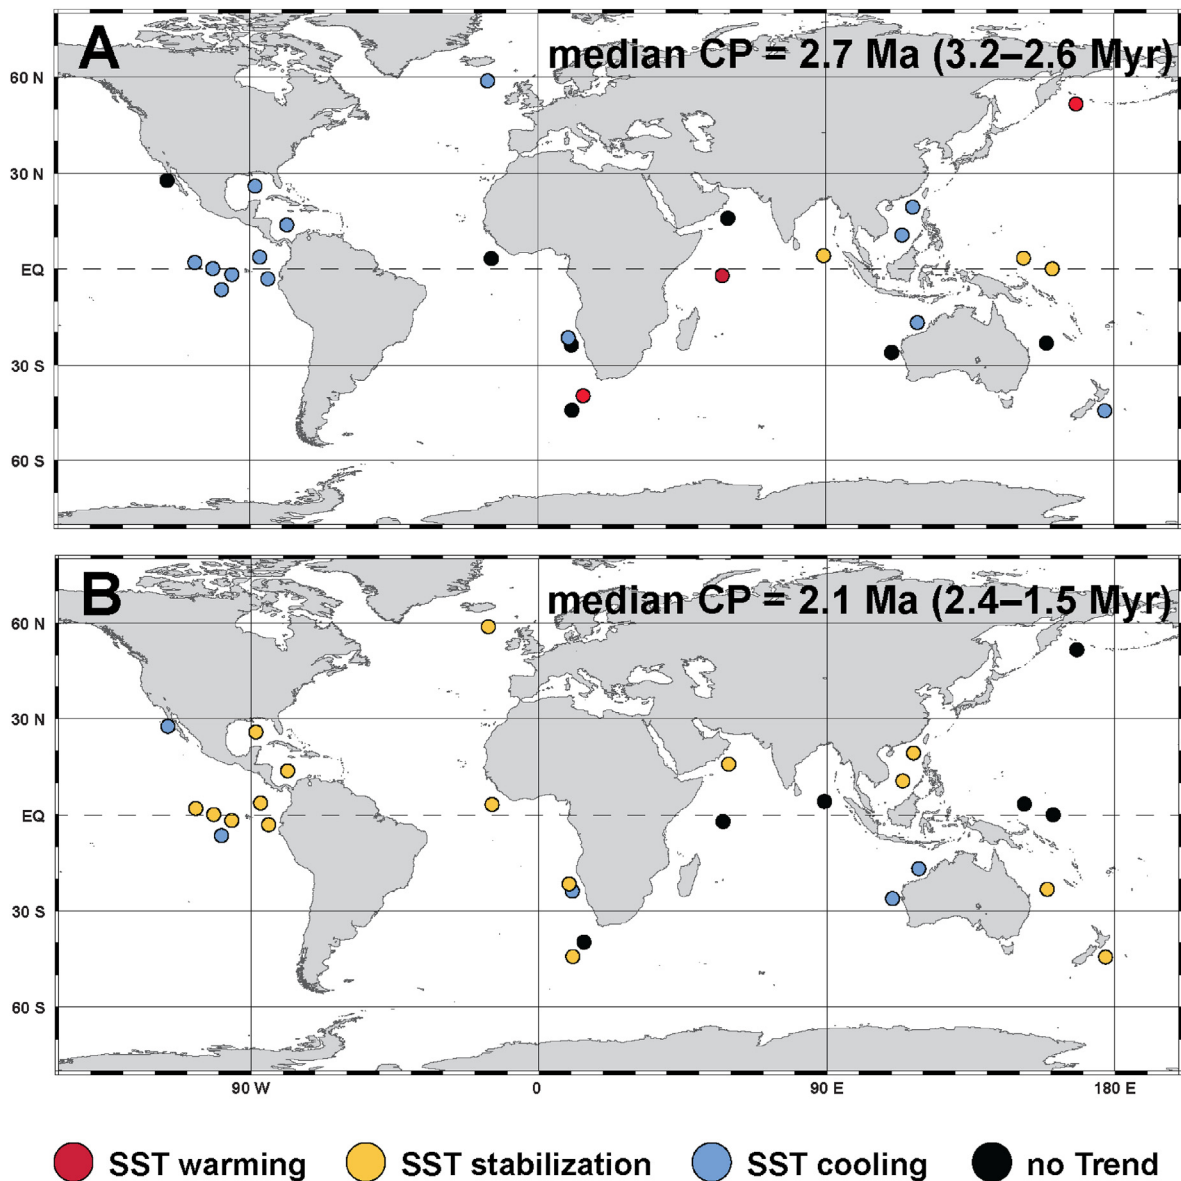 A
median CP = 2.7 Ma (3.2–2.6 Myr)
60 N
30 N
EQ
30 S
60 S
B
median CP = 2.1 Ma (2.4–1.5 Myr)
60 N
30 N
EQ
30 S
60 S
90 W 0 90 E 180 E
SST warming SST stabilization SST cooling no Trend